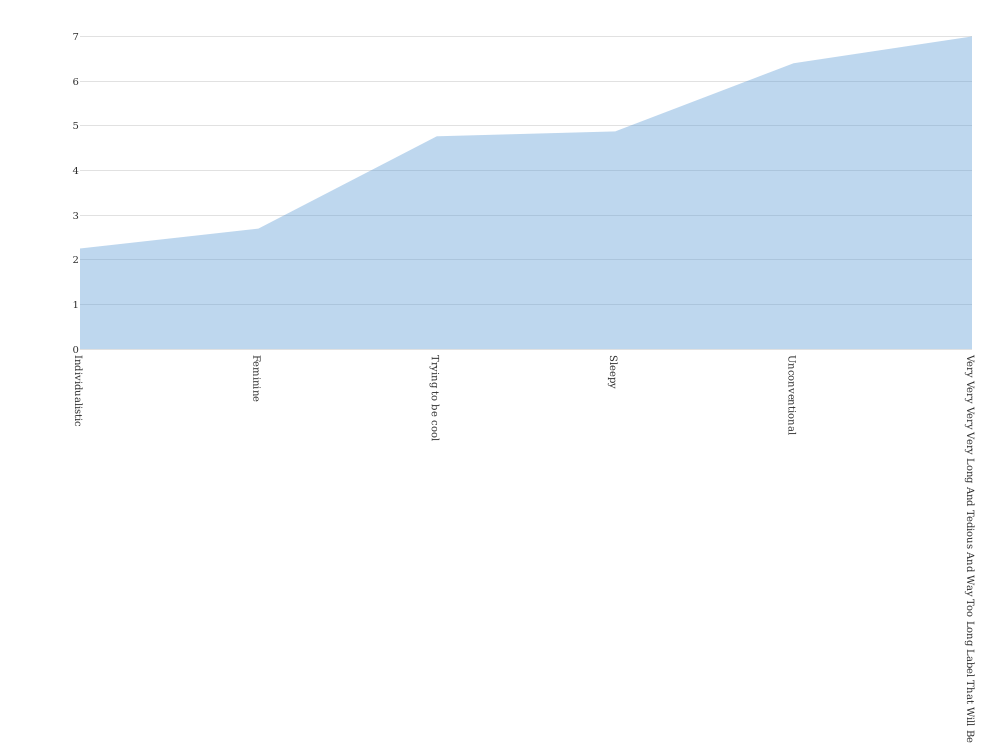 7
6
5
4
3
2
1
0
Individualistic
Feminine
Trying to be cool
Sleepy
Unconventional
Very Very Very Very Long And Tedious And Way Too Long Label That Will Be